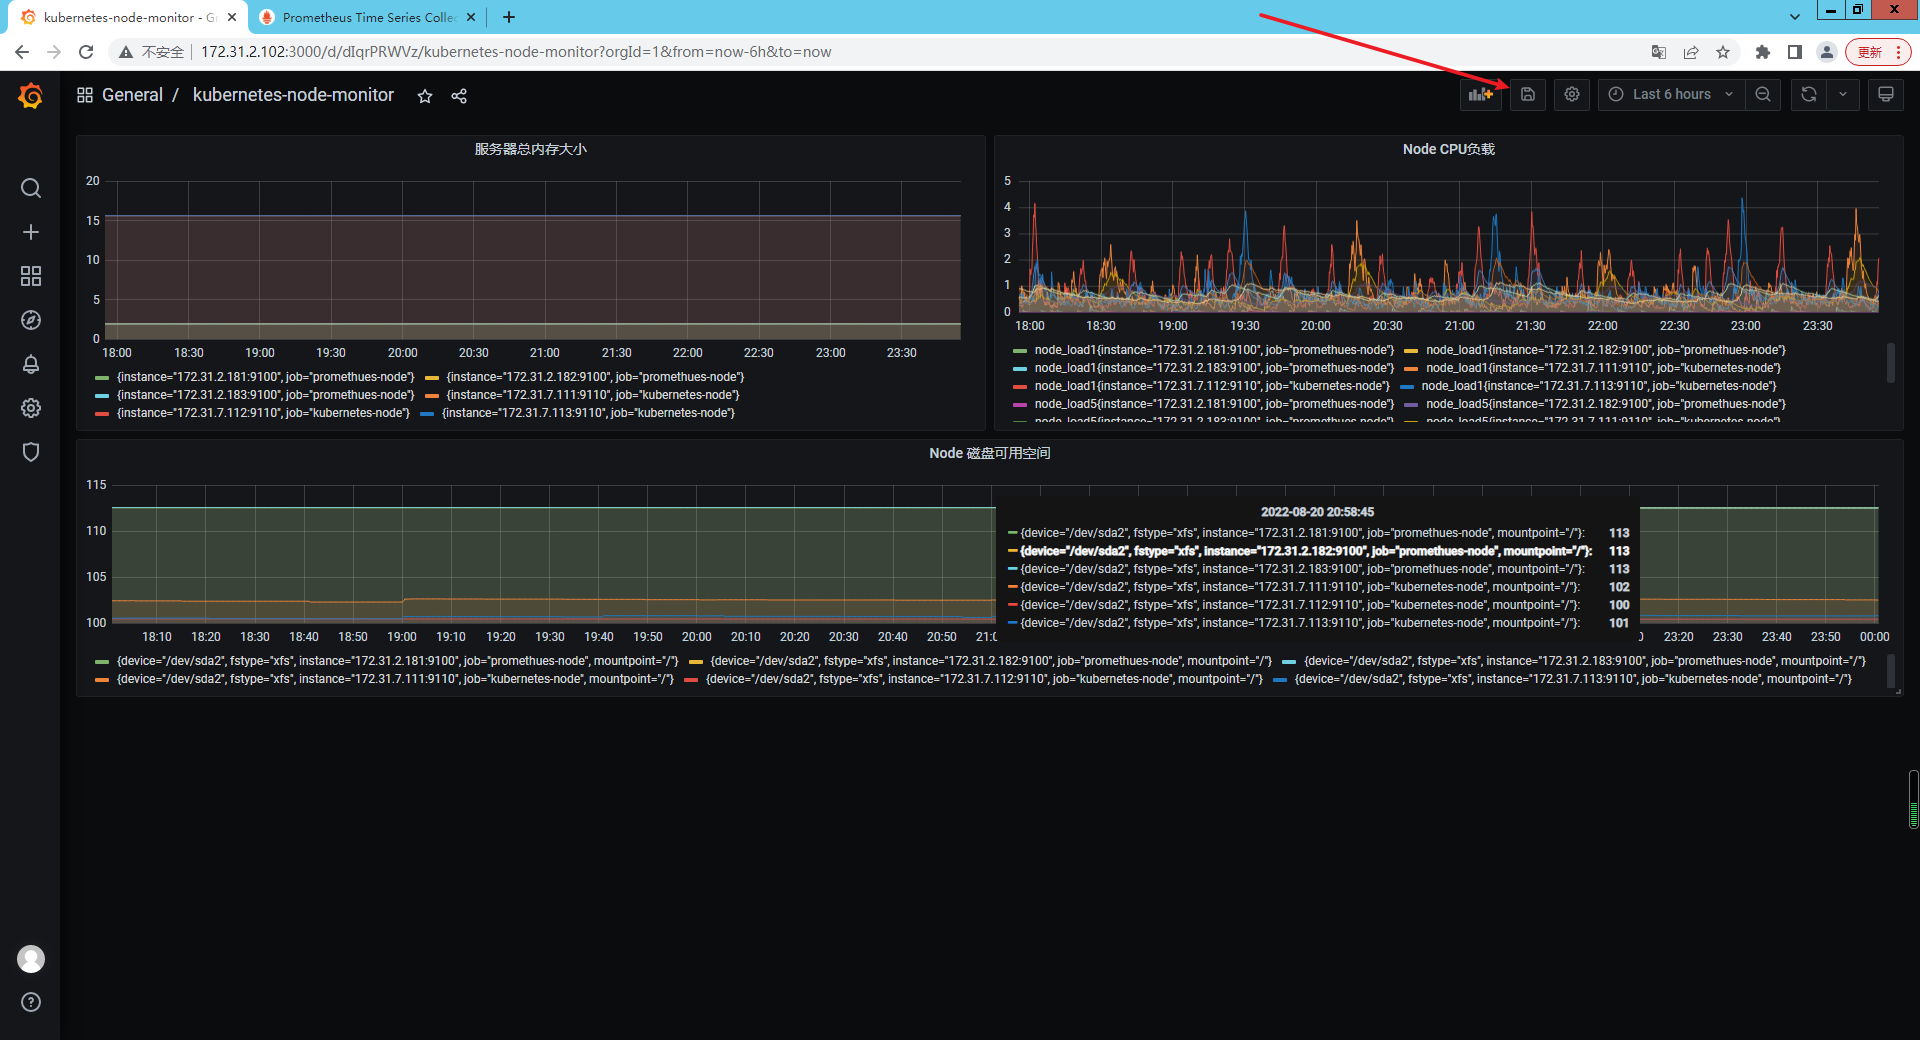 kubernetes-node-monitor - Gr
Prometheus Time Series Collec
不安全
172.31.2.102:3000/d/dIqrPRWVz/kubernetes-node-monitor?orgId=1&from=now-6h&to=now
更新
General / kubernetes-node-monitor
Last 6 hours
服务器总内存大小
20
15
10
5
0
18:00 18:30 19:00 19:30 20:00 20:30 21:00 21:30 22:00 22:30 23:00 23:30
{instance="172.31.2.181:9100", job="promethues-node"} {instance="172.31.2.182:9100", job="promethues-node"}
{instance="172.31.2.183:9100", job="promethues-node"} {instance="172.31.7.111:9110", job="kubernetes-node"}
{instance="172.31.7.112:9110", job="kubernetes-node"} {instance="172.31.7.113:9110", job="kubernetes-node"}
Node CPU负载
5
4
3
2
1
0
18:00 18:30 19:00 19:30 20:00 20:30 21:00 21:30 22:00 22:30 23:00 23:30
node_load1{instance="172.31.2.181:9100", job="promethues-node"} node_load1{instance="172.31.2.182:9100", job="promethues-node"}
node_load1{instance="172.31.2.183:9100", job="promethues-node"} node_load1{instance="172.31.7.111:9110", job="kubernetes-node"}
node_load1{instance="172.31.7.112:9110", job="kubernetes-node"} node_load1{instance="172.31.7.113:9110", job="kubernetes-node"}
node_load5{instance="172.31.2.181:9100", job="promethues-node"} node_load5{instance="172.31.2.182:9100", job="promethues-node"}
node_load5{instance="172.31.2.183:9100", job="promethues-node"} node_load5{instance="172.31.7.111:9110", job="kubernetes-node"}
Node 磁盘可用空间
115
110
105
100
18:10 18:20 18:30 18:40 18:50 19:00 19:10 19:20 19:30 19:40 19:50 20:00 20:10 20:20 20:30 20:40 20:50 21:0 0 23:20 23:30 23:40 23:50 00:00
2022-08-20 20:58:45
{device="/dev/sda2", fstype="xfs", instance="172.31.2.181:9100", job="promethues-node", mountpoint="/"}: 113
{device="/dev/sda2", fstype="xfs", instance="172.31.2.182:9100", job="promethues-node", mountpoint="/"}: 113
{device="/dev/sda2", fstype="xfs", instance="172.31.2.183:9100", job="promethues-node", mountpoint="/"}: 113
{device="/dev/sda2", fstype="xfs", instance="172.31.7.111:9110", job="kubernetes-node", mountpoint="/"}: 102
{device="/dev/sda2", fstype="xfs", instance="172.31.7.112:9110", job="kubernetes-node", mountpoint="/"}: 100
{device="/dev/sda2", fstype="xfs", instance="172.31.7.113:9110", job="kubernetes-node", mountpoint="/"}: 101
{device="/dev/sda2", fstype="xfs", instance="172.31.2.181:9100", job="promethues-node", mountpoint="/"} {device="/dev/sda2", fstype="xfs", instance="172.31.2.182:9100", job="promethues-node", mountpoint="/"} {device="/dev/sda2", fstype="xfs", instance="172.31.2.183:9100", job="promethues-node", mountpoint="/"}
{device="/dev/sda2", fstype="xfs", instance="172.31.7.111:9110", job="kubernetes-node", mountpoint="/"} {device="/dev/sda2", fstype="xfs", instance="172.31.7.112:9110", job="kubernetes-node", mountpoint="/"} {device="/dev/sda2", fstype="xfs", instance="172.31.7.113:9110", job="kubernetes-node", mountpoint="/"}